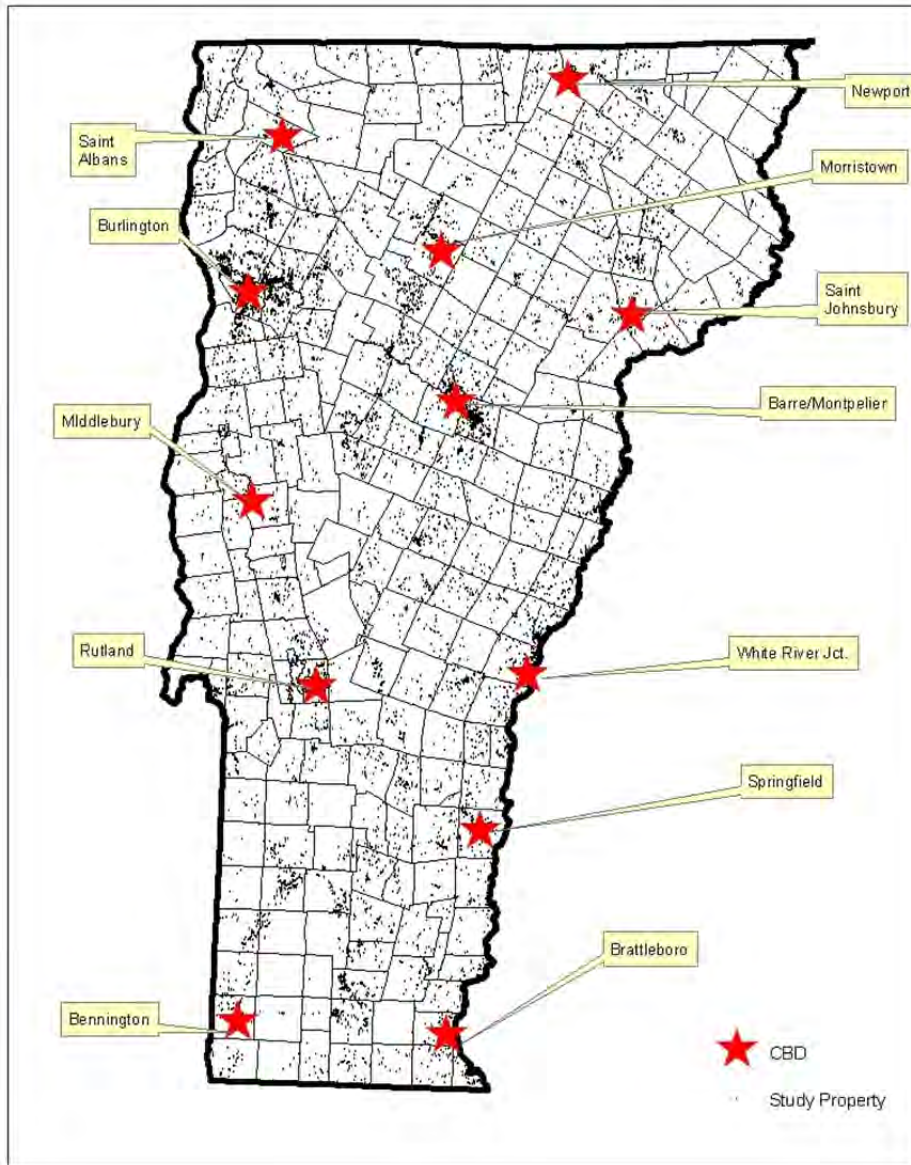 Newport
Saint
Albans
Morristown
Burlington
Saint
Johnsbury
Barre/Montpelier
MIddlebury
Rutland
White River Jct.
Springfield
Brattleboro
Bennington
CBD
Study Property